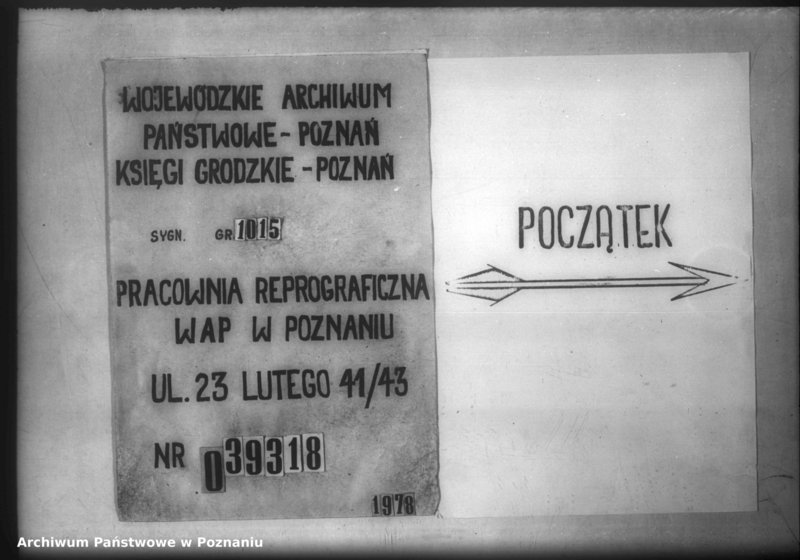 WOJEWÓDZKIE ARCHIWUM
PAŃSTWOWE - POZNAŃ
KSIĘGI GRODZKIE - POZNAŃ
SYGN. GR. 1015
PRACOWNIA REPROGRAFICZNA
WAP W POZNANIU
UL. 23 LUTEGO 41/43
NR 039318
1978
POCZĄTEK
Archiwum Państwowe w Poznaniu